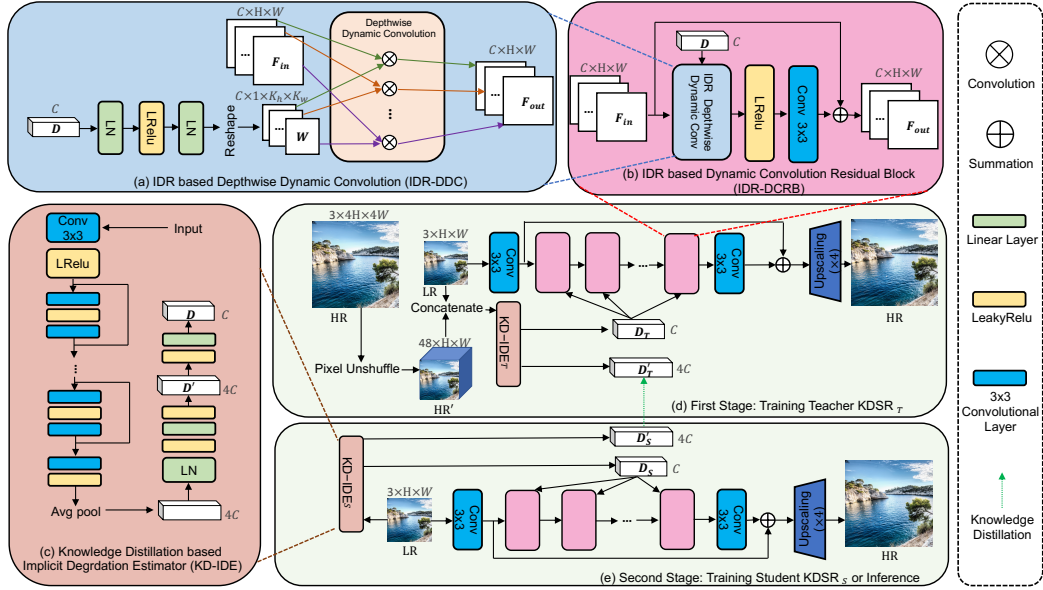 C×H×W
Depthwise
Dynamic Convolution
...
F_in
C×1×K_h×K_w
C
D
LN
LRelu
LN
Reshape
...
W
...
C×H×W
...
F_out
(a) IDR based Depthwise Dynamic Convolution (IDR-DDC)
D
C
C×H×W
...
F_in
IDR Depthwise
Dynamic Conv
LRelu
Conv 3x3
C×H×W
...
F_out
(b) IDR based Dynamic Convolution Residual Block
(IDR-DCRB)
Convolution
Summation
Linear Layer
LeakyRelu
3x3
Convolutional
Layer
Knowledge
Distillation
Conv
3x3
Input
LRelu
...
Avg pool
4C
LN
D′
4C
D
C
(c) Knowledge Distillation based
Implicit Degrdation Estimator (KD-IDE)
3×4H×4W
HR
3×H×W
LR
Concatenate
48×H×W
Pixel Unshuffle
HR′
KD−IDE_T
Conv
3x3
...
Conv
3x3
Upscaling
(×4)
HR
D_T
C
D′_T
4C
(d) First Stage: Training Teacher KDSR _T
KD−IDE_S
D′_S
4C
D_S
C
3×H×W
LR
Conv
3x3
...
Conv
3x3
Upscaling
(×4)
HR
(e) Second Stage: Training Student KDSR _S or Inference